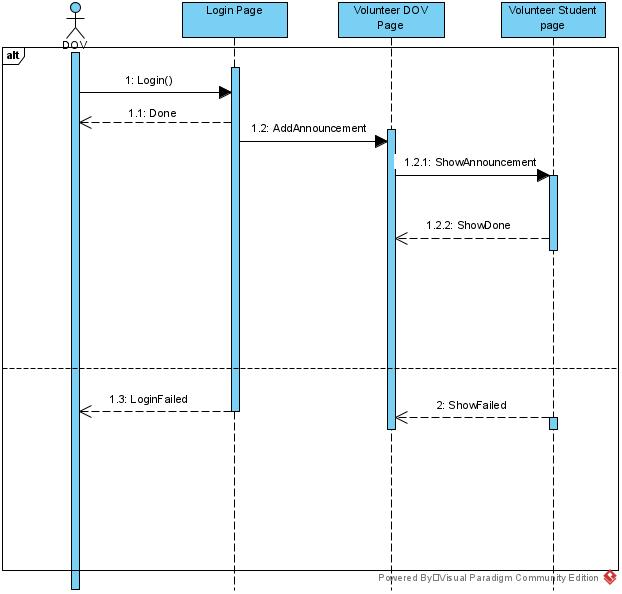 Login Page
Volunteer DOV
Page
Volunteer Student
page
DOV
alt
1: Login()
1.1: Done
1.2: AddAnnouncement
1.2.1: ShowAnnouncement
1.2.2: ShowDone
1.3: LoginFailed
2: ShowFailed
Powered By□Visual Paradigm Community Edition